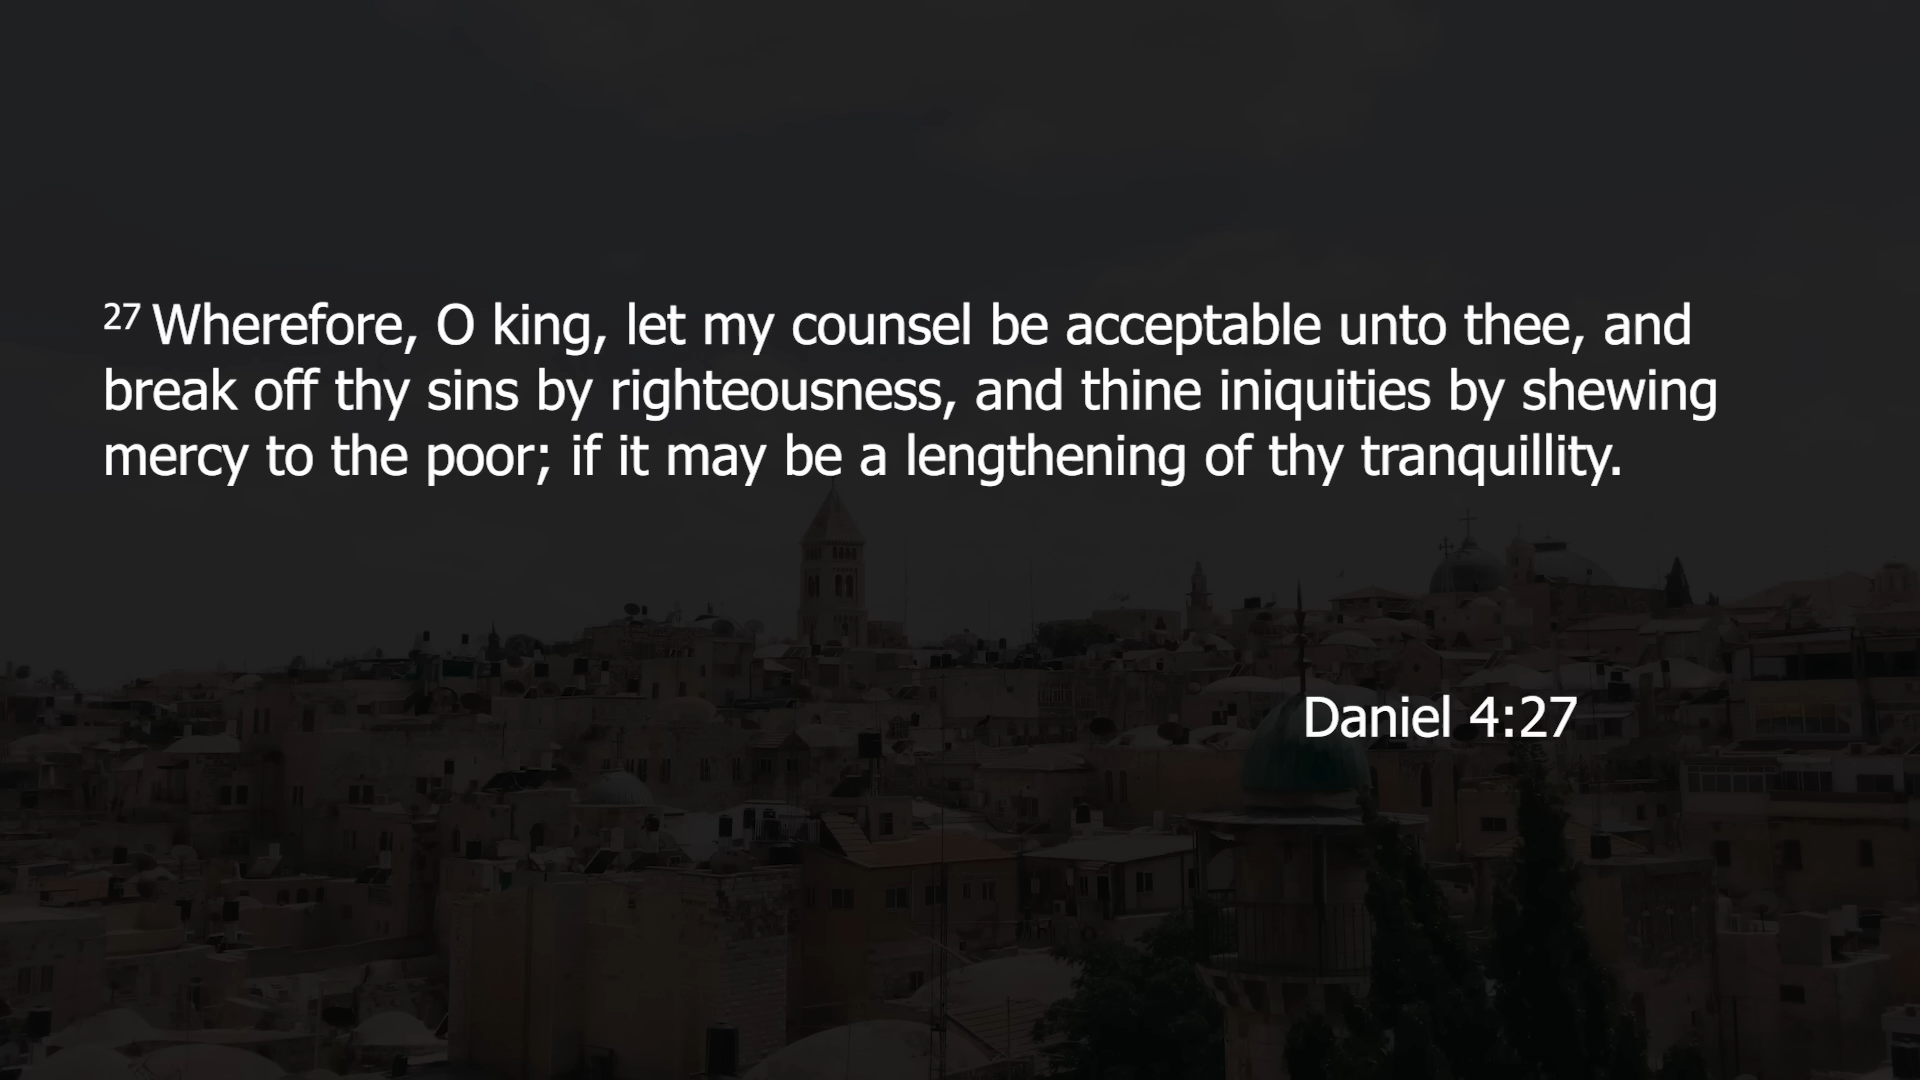 27 Wherefore, O king, let my counsel be acceptable unto thee, and
break off thy sins by righteousness, and thine iniquities by shewing
mercy to the poor; if it may be a lengthening of thy tranquillity.
Daniel 4:27